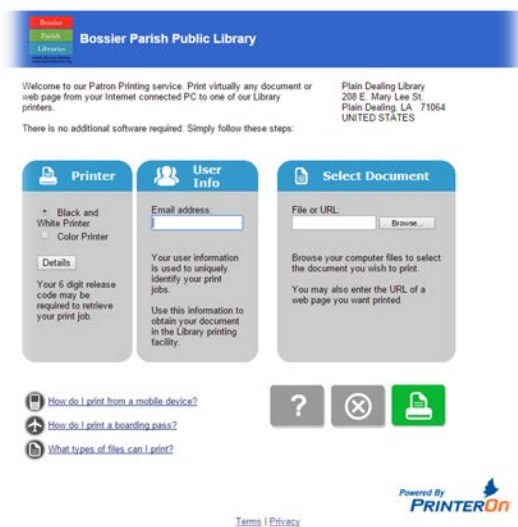 Bossier
Parish
Libraries
Bossier Parish Public Library
Welcome to our Patron Printing service. Print virtually any document or
web page from your Internet connected PC to one of our Library
printers.
There is no additional software required. Simply follow these steps:
Plain Dealing Library
208 E. Mary Lee St.
Plain Dealing, LA 71064
UNITED STATES
Printer
Black and
White Printer
Color Printer
Details
Your 6 digit release
code may be
required to retrieve
your print job.
User
Info
Email address:
Your user information
is used to uniquely
identify your print
jobs.
Use this information to
obtain your document
in the Library printing
facility.
Select Document
File or URL:
Browse...
Browse your computer files to select
the document you wish to print.
You may also enter the URL of a
web page you want printed.
How do I print from a mobile device?
How do I print a boarding pass?
What types of files can I print?
?
Powered By
PRINTERON
Terms | Privacy